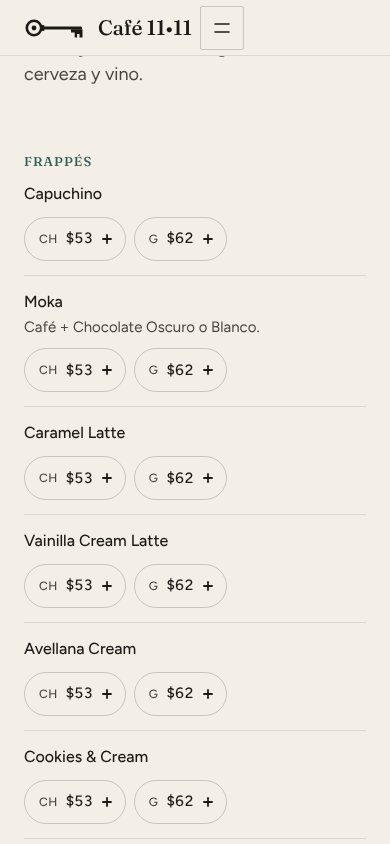 Café 11•11
cerveza y vino.
FRAPPÉS
Capuchino
CH $53 + G $62 +
Moka
Café + Chocolate Oscuro o Blanco.
CH $53 + G $62 +
Caramel Latte
CH $53 + G $62 +
Vainilla Cream Latte
CH $53 + G $62 +
Avellana Cream
CH $53 + G $62 +
Cookies & Cream
CH $53 + G $62 +